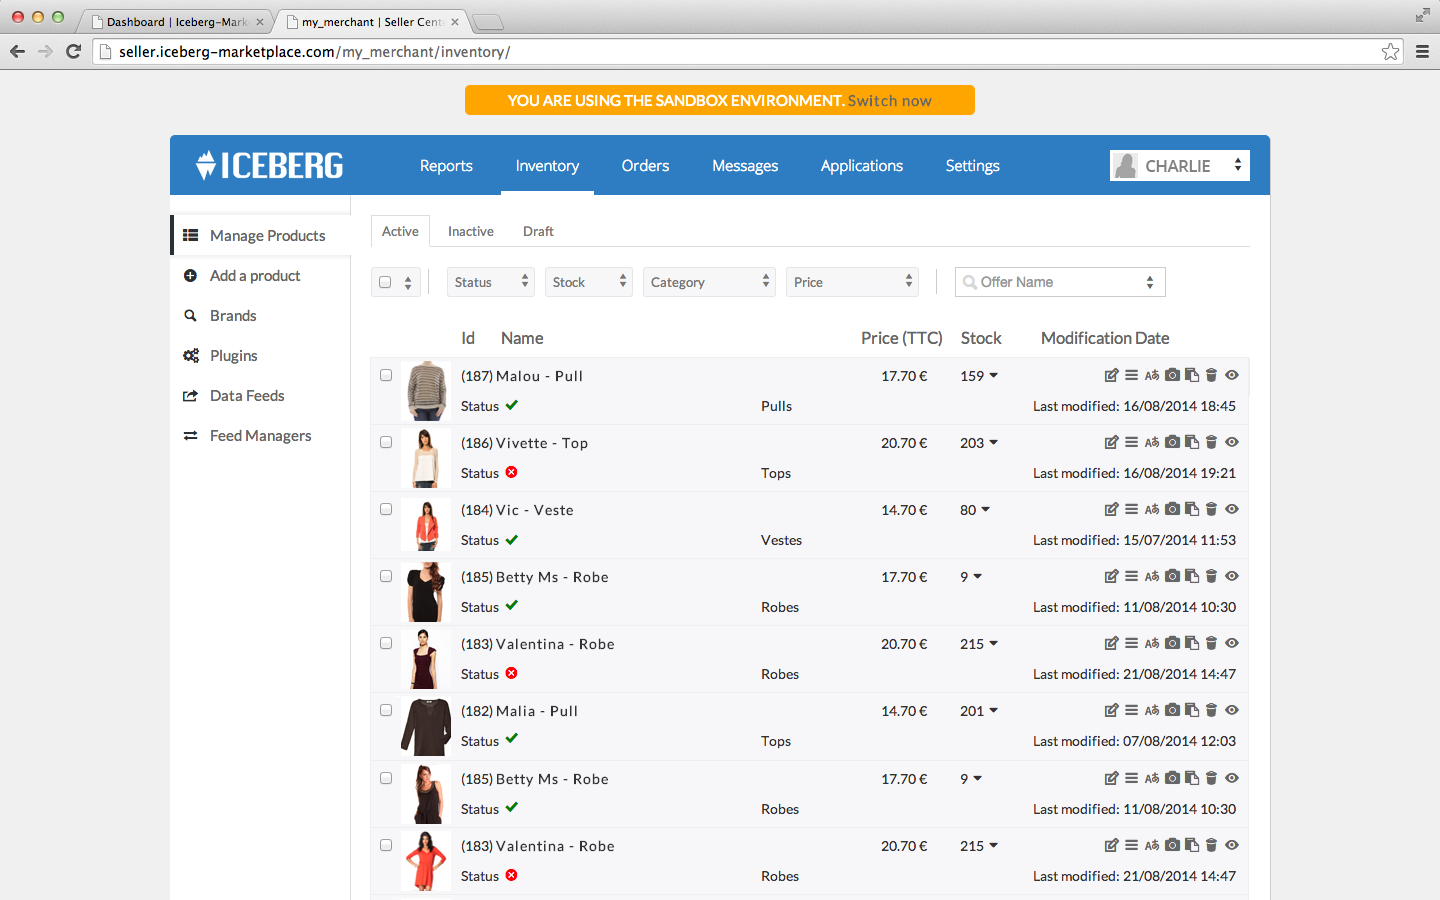 Dashboard | Iceberg-Mark
my_merchant | Seller Cent
seller.iceberg-marketplace.com/my_merchant/inventory/
YOU ARE USING THE SANDBOX ENVIRONMENT. Switch now
ICEBERG
Reports Inventory Orders Messages Applications Settings
CHARLIE
Manage Products
Add a product
Brands
Plugins
Data Feeds
Feed Managers
Active Inactive Draft
Status Stock Category Price Offer Name
Id Name Price (TTC) Stock Modification Date
(187) Malou - Pull 17.70 € 159
Status Pulls Last modified: 16/08/2014 18:45
(186) Vivette - Top 20.70 € 203
Status Tops Last modified: 16/08/2014 19:21
(184) Vic - Veste 14.70 € 80
Status Vestes Last modified: 15/07/2014 11:53
(185) Betty Ms - Robe 17.70 € 9
Status Robes Last modified: 11/08/2014 10:30
(183) Valentina - Robe 20.70 € 215
Status Robes Last modified: 21/08/2014 14:47
(182) Malia - Pull 14.70 € 201
Status Tops Last modified: 07/08/2014 12:03
(185) Betty Ms - Robe 17.70 € 9
Status Robes Last modified: 11/08/2014 10:30
(183) Valentina - Robe 20.70 € 215
Status Robes Last modified: 21/08/2014 14:47